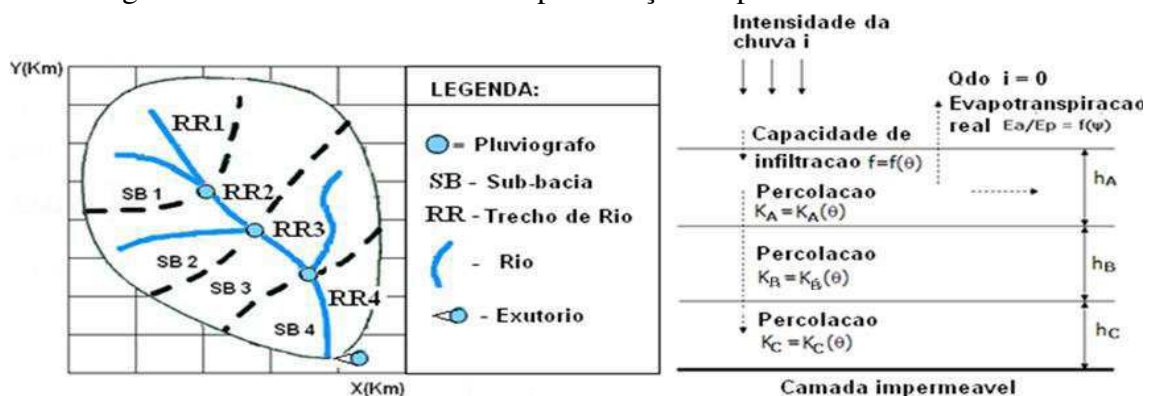 Y(Km)
RR1
SB 1
RR2
RR3
SB 2
SB 3
RR4
SB 4
X(Km)
LEGENDA:
= Pluviografo
SB - Sub-bacia
RR - Trecho de Rio
- Rio
- Exutorio
Intensidade da
chuva i
Qdo i = 0
Evapotranspiracao
real Ea/Ep = f(ψ)
Capacidade de
infiltracao f=f(θ)
Percolacao
KA=KA(θ)
hA
Percolacao
KB=KB(θ)
hB
Percolacao
KC=KC(θ)
hC
Camada impermeavel